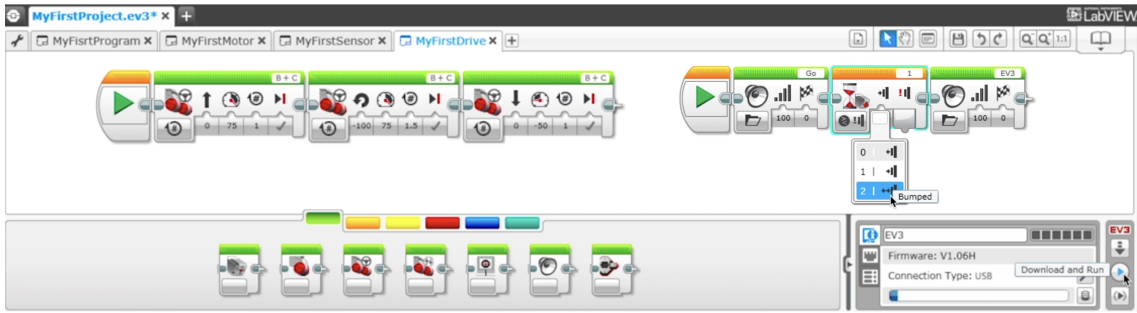 MyFirstProject.ev3* × +
LabVIEW
MyFisrtProgram × MyFirstMotor × MyFirstSensor × MyFirstDrive × +
1:1
B + C B + C B + C
0 75 1 -100 75 1.5 0 -50 1
Go 1 EV3
100 0 100 0
0
1
2
Bumped
EV3 EV3
Firmware: V1.06H
Download and Run
Connection Type: USB